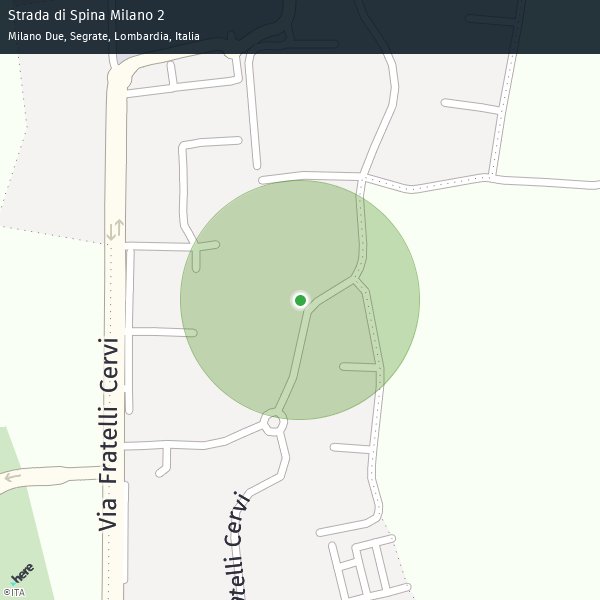 Strada di Spina Milano 2
Milano Due, Segrate, Lombardia, Italia
Via Fratelli Cervi
atelli Cervi
here
©ITA